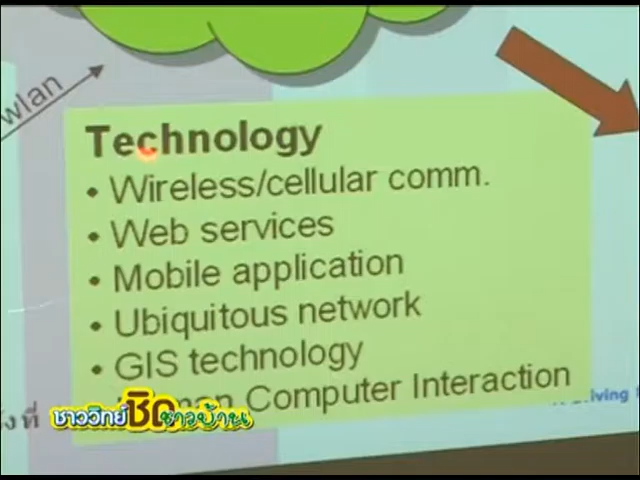 wlan
Technology
• Wireless/cellular comm.
• Web services
• Mobile application
• Ubiquitous network
• GIS technology
Computer Interaction
ที่
ชาววิทย์ชิดชาวบ้าน